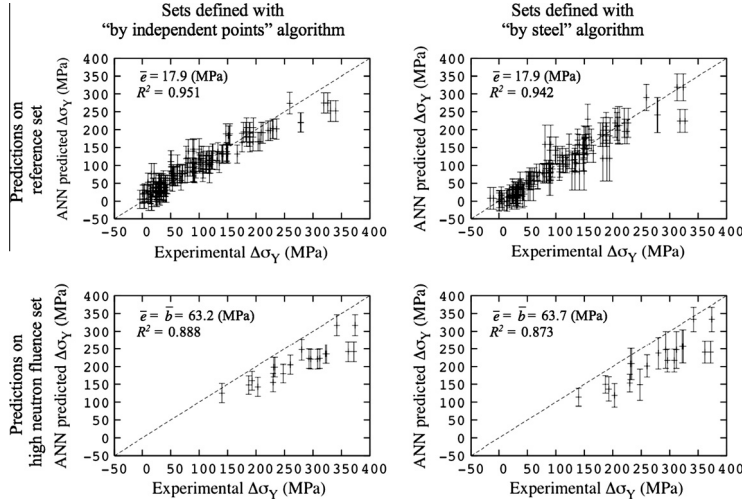 Sets defined with
“by independent points” algorithm
Sets defined with
“by steel” algorithm
Predictions on
reference set
ANN predicted Δσ_Y (MPa)
400
350
300
250
200
150
100
50
0
−50
e̅ = 17.9 (MPa)
R² = 0.951
−50 0 50 100 150 200 250 300 350 400
Experimental Δσ_Y (MPa)
ANN predicted Δσ_Y (MPa)
400
350
300
250
200
150
100
50
0
−50
e̅ = 17.9 (MPa)
R² = 0.942
−50 0 50 100 150 200 250 300 350 400
Experimental Δσ_Y (MPa)
Predictions on
high neutron fluence set
ANN predicted Δσ_Y (MPa)
400
350
300
250
200
150
100
50
0
−50
e̅ = b̅ = 63.2 (MPa)
R² = 0.888
−50 0 50 100 150 200 250 300 350 400
Experimental Δσ_Y (MPa)
ANN predicted Δσ_Y (MPa)
400
350
300
250
200
150
100
50
0
−50
e̅ = b̅ = 63.7 (MPa)
R² = 0.873
−50 0 50 100 150 200 250 300 350 400
Experimental Δσ_Y (MPa)